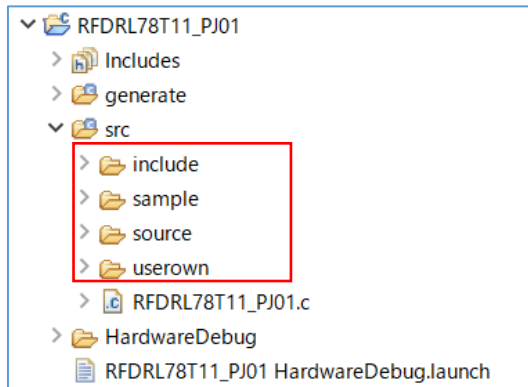 RFDRL78T11_PJ01
Includes
generate
src
include
sample
source
userown
RFDRL78T11_PJ01.c
HardwareDebug
RFDRL78T11_PJ01 HardwareDebug.launch